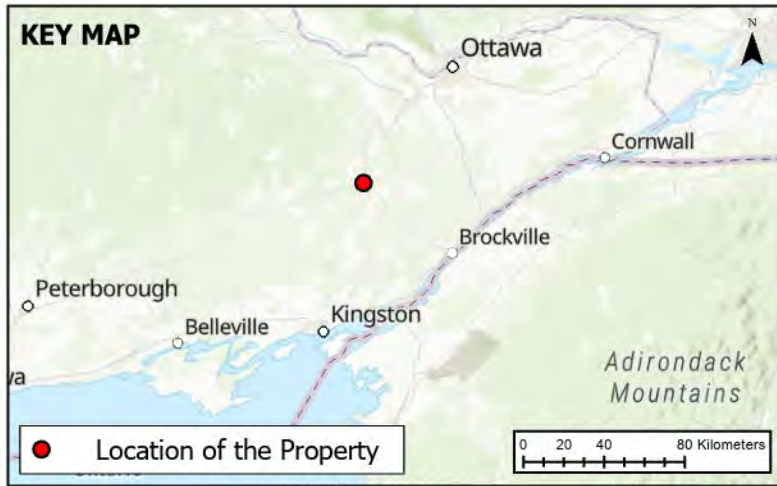 KEY MAP
N
Ottawa
Cornwall
Brockville
Peterborough
Belleville
Kingston
wa
Adirondack
Mountains
Location of the Property
0 20 40 80 Kilometers